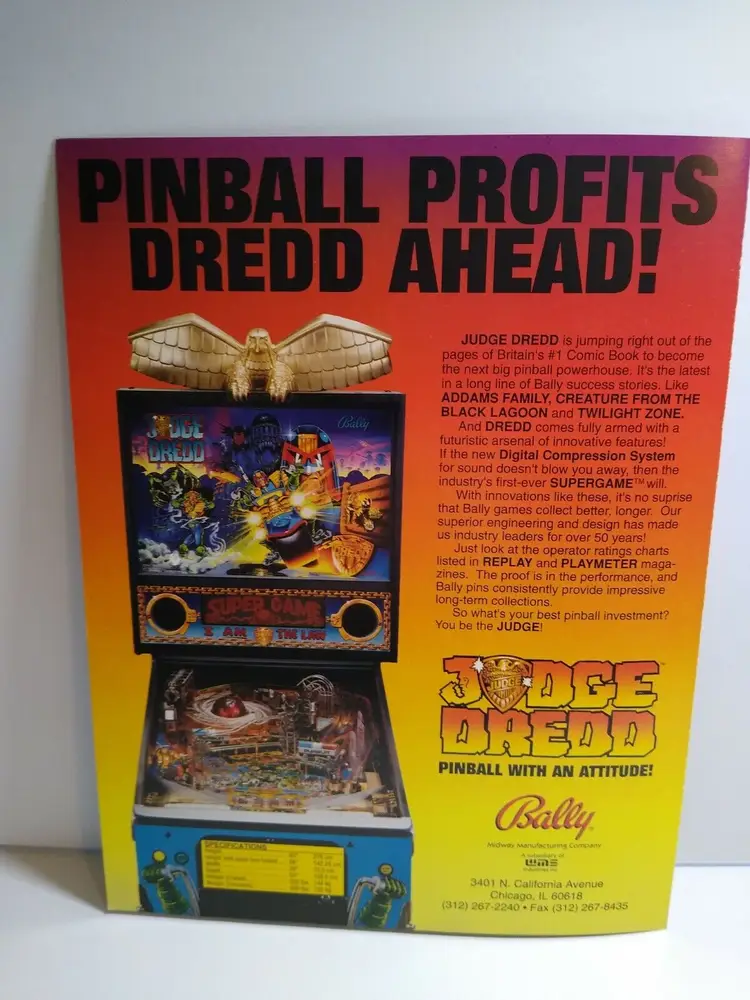 PINBALL PROFITS
DREDD AHEAD!
JUDGE DREDD is jumping right out of the
pages of Britain's #1 Comic Book to become
the next big pinball powerhouse. It's the latest
in a long line of Bally success stories. Like
ADDAMS FAMILY, CREATURE FROM THE
BLACK LAGOON and TWILIGHT ZONE.
And DREDD comes fully armed with a
futuristic arsenal of innovative features!
If the new Digital Compression System
for sound doesn't blow you away, then the
industry's first-ever SUPERGAME™ will.
With innovations like these, it's no suprise
that Bally games collect better, longer. Our
superior engineering and design has made
us industry leaders for over 50 years!
Just look at the operator ratings charts
listed in REPLAY and PLAYMETER maga-
zines. The proof is in the performance, and
Bally pins consistently provide impressive
long-term collections.
So what's your best pinball investment?
You be the JUDGE!
JUDGE
DREDD
Bally
SUPER GAME
I AM THE LAW
SPECIFICATIONS
JUDGE
JUDGE™
DREDD
PINBALL WITH AN ATTITUDE!
Bally
Midway Manufacturing Company
A subsidiary of
WMS
Industries Inc.
3401 N. California Avenue
Chicago, IL 60618
(312) 267-2240 • Fax (312) 267-8435